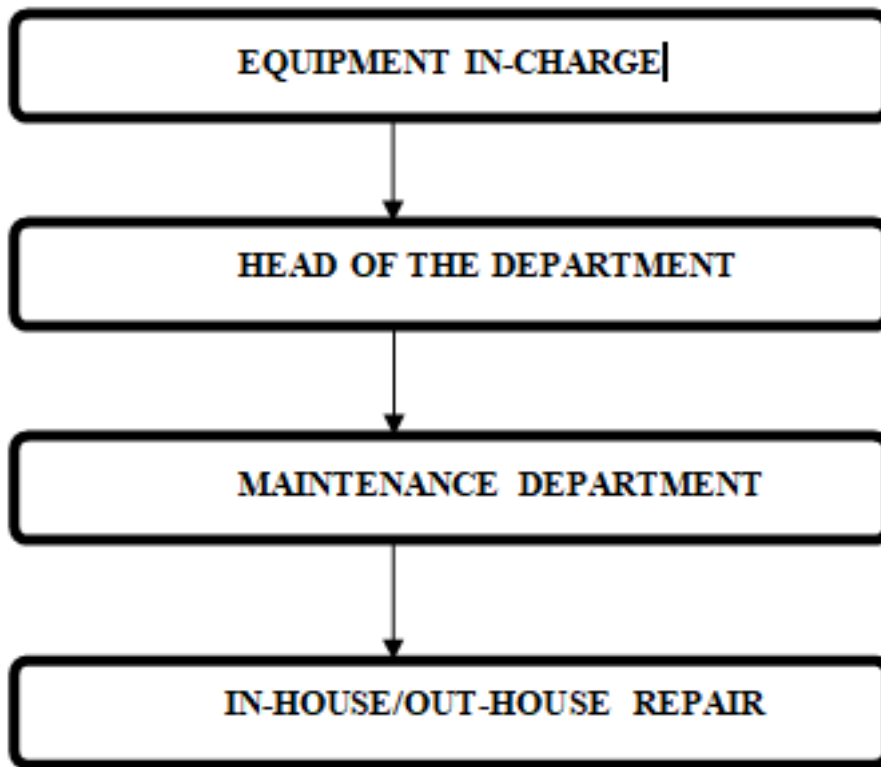 EQUIPMENT IN-CHARGE
HEAD OF THE DEPARTMENT
MAINTENANCE DEPARTMENT
IN-HOUSE/OUT-HOUSE REPAIR